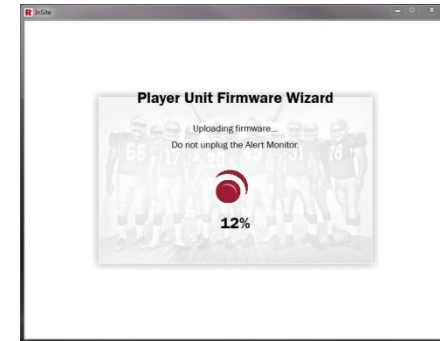 R InSite
Player Unit Firmware Wizard
Uploading firmware...
Do not unplug the Alert Monitor.
12%